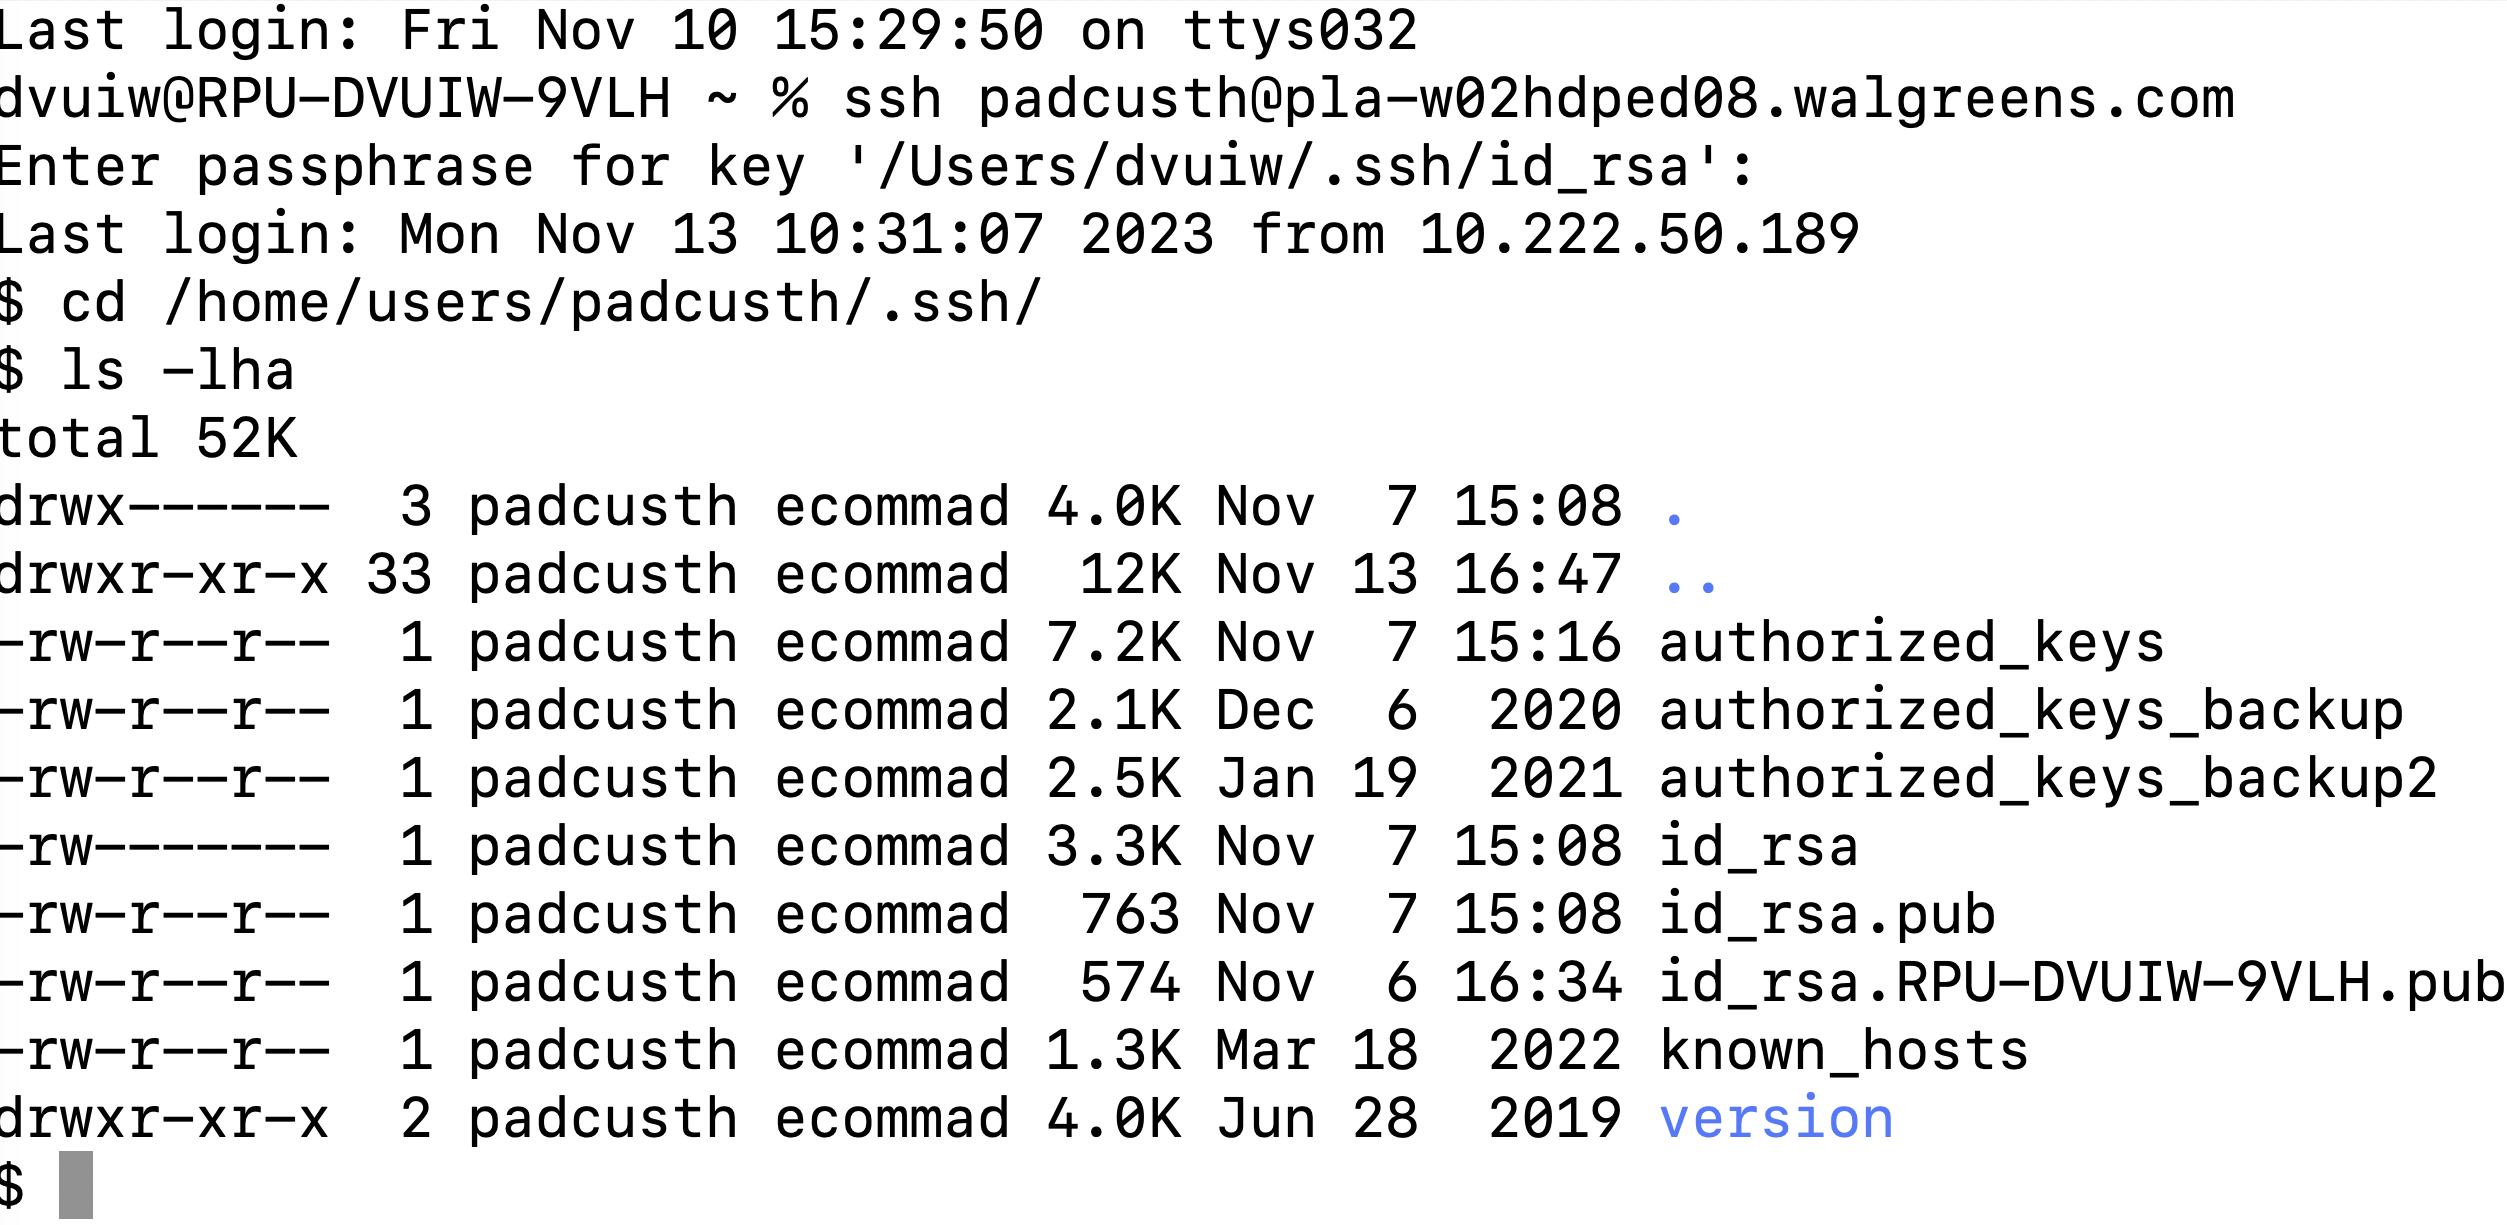 Last login: Fri Nov 10 15:29:50 on ttys032
dvuiw@RPU-DVUIW-9VLH ~ % ssh padcusth@pla-w02hdped08.walgreens.com
Enter passphrase for key '/Users/dvuiw/.ssh/id_rsa':
Last login: Mon Nov 13 10:31:07 2023 from 10.222.50.189
$ cd /home/users/padcusth/.ssh/
$ ls -lha
total 52K
drwx------  3 padcusth ecommad 4.0K Nov  7 15:08 .
drwxr-xr-x 33 padcusth ecommad  12K Nov 13 16:47 ..
-rw-r--r--  1 padcusth ecommad 7.2K Nov  7 15:16 authorized_keys
-rw-r--r--  1 padcusth ecommad 2.1K Dec  6  2020 authorized_keys_backup
-rw-r--r--  1 padcusth ecommad 2.5K Jan 19  2021 authorized_keys_backup2
-rw-------  1 padcusth ecommad 3.3K Nov  7 15:08 id_rsa
-rw-r--r--  1 padcusth ecommad  763 Nov  7 15:08 id_rsa.pub
-rw-r--r--  1 padcusth ecommad  574 Nov  6 16:34 id_rsa.RPU-DVUIW-9VLH.pub
-rw-r--r--  1 padcusth ecommad 1.3K Mar 18  2022 known_hosts
drwxr-xr-x  2 padcusth ecommad 4.0K Jun 28  2019 version
$